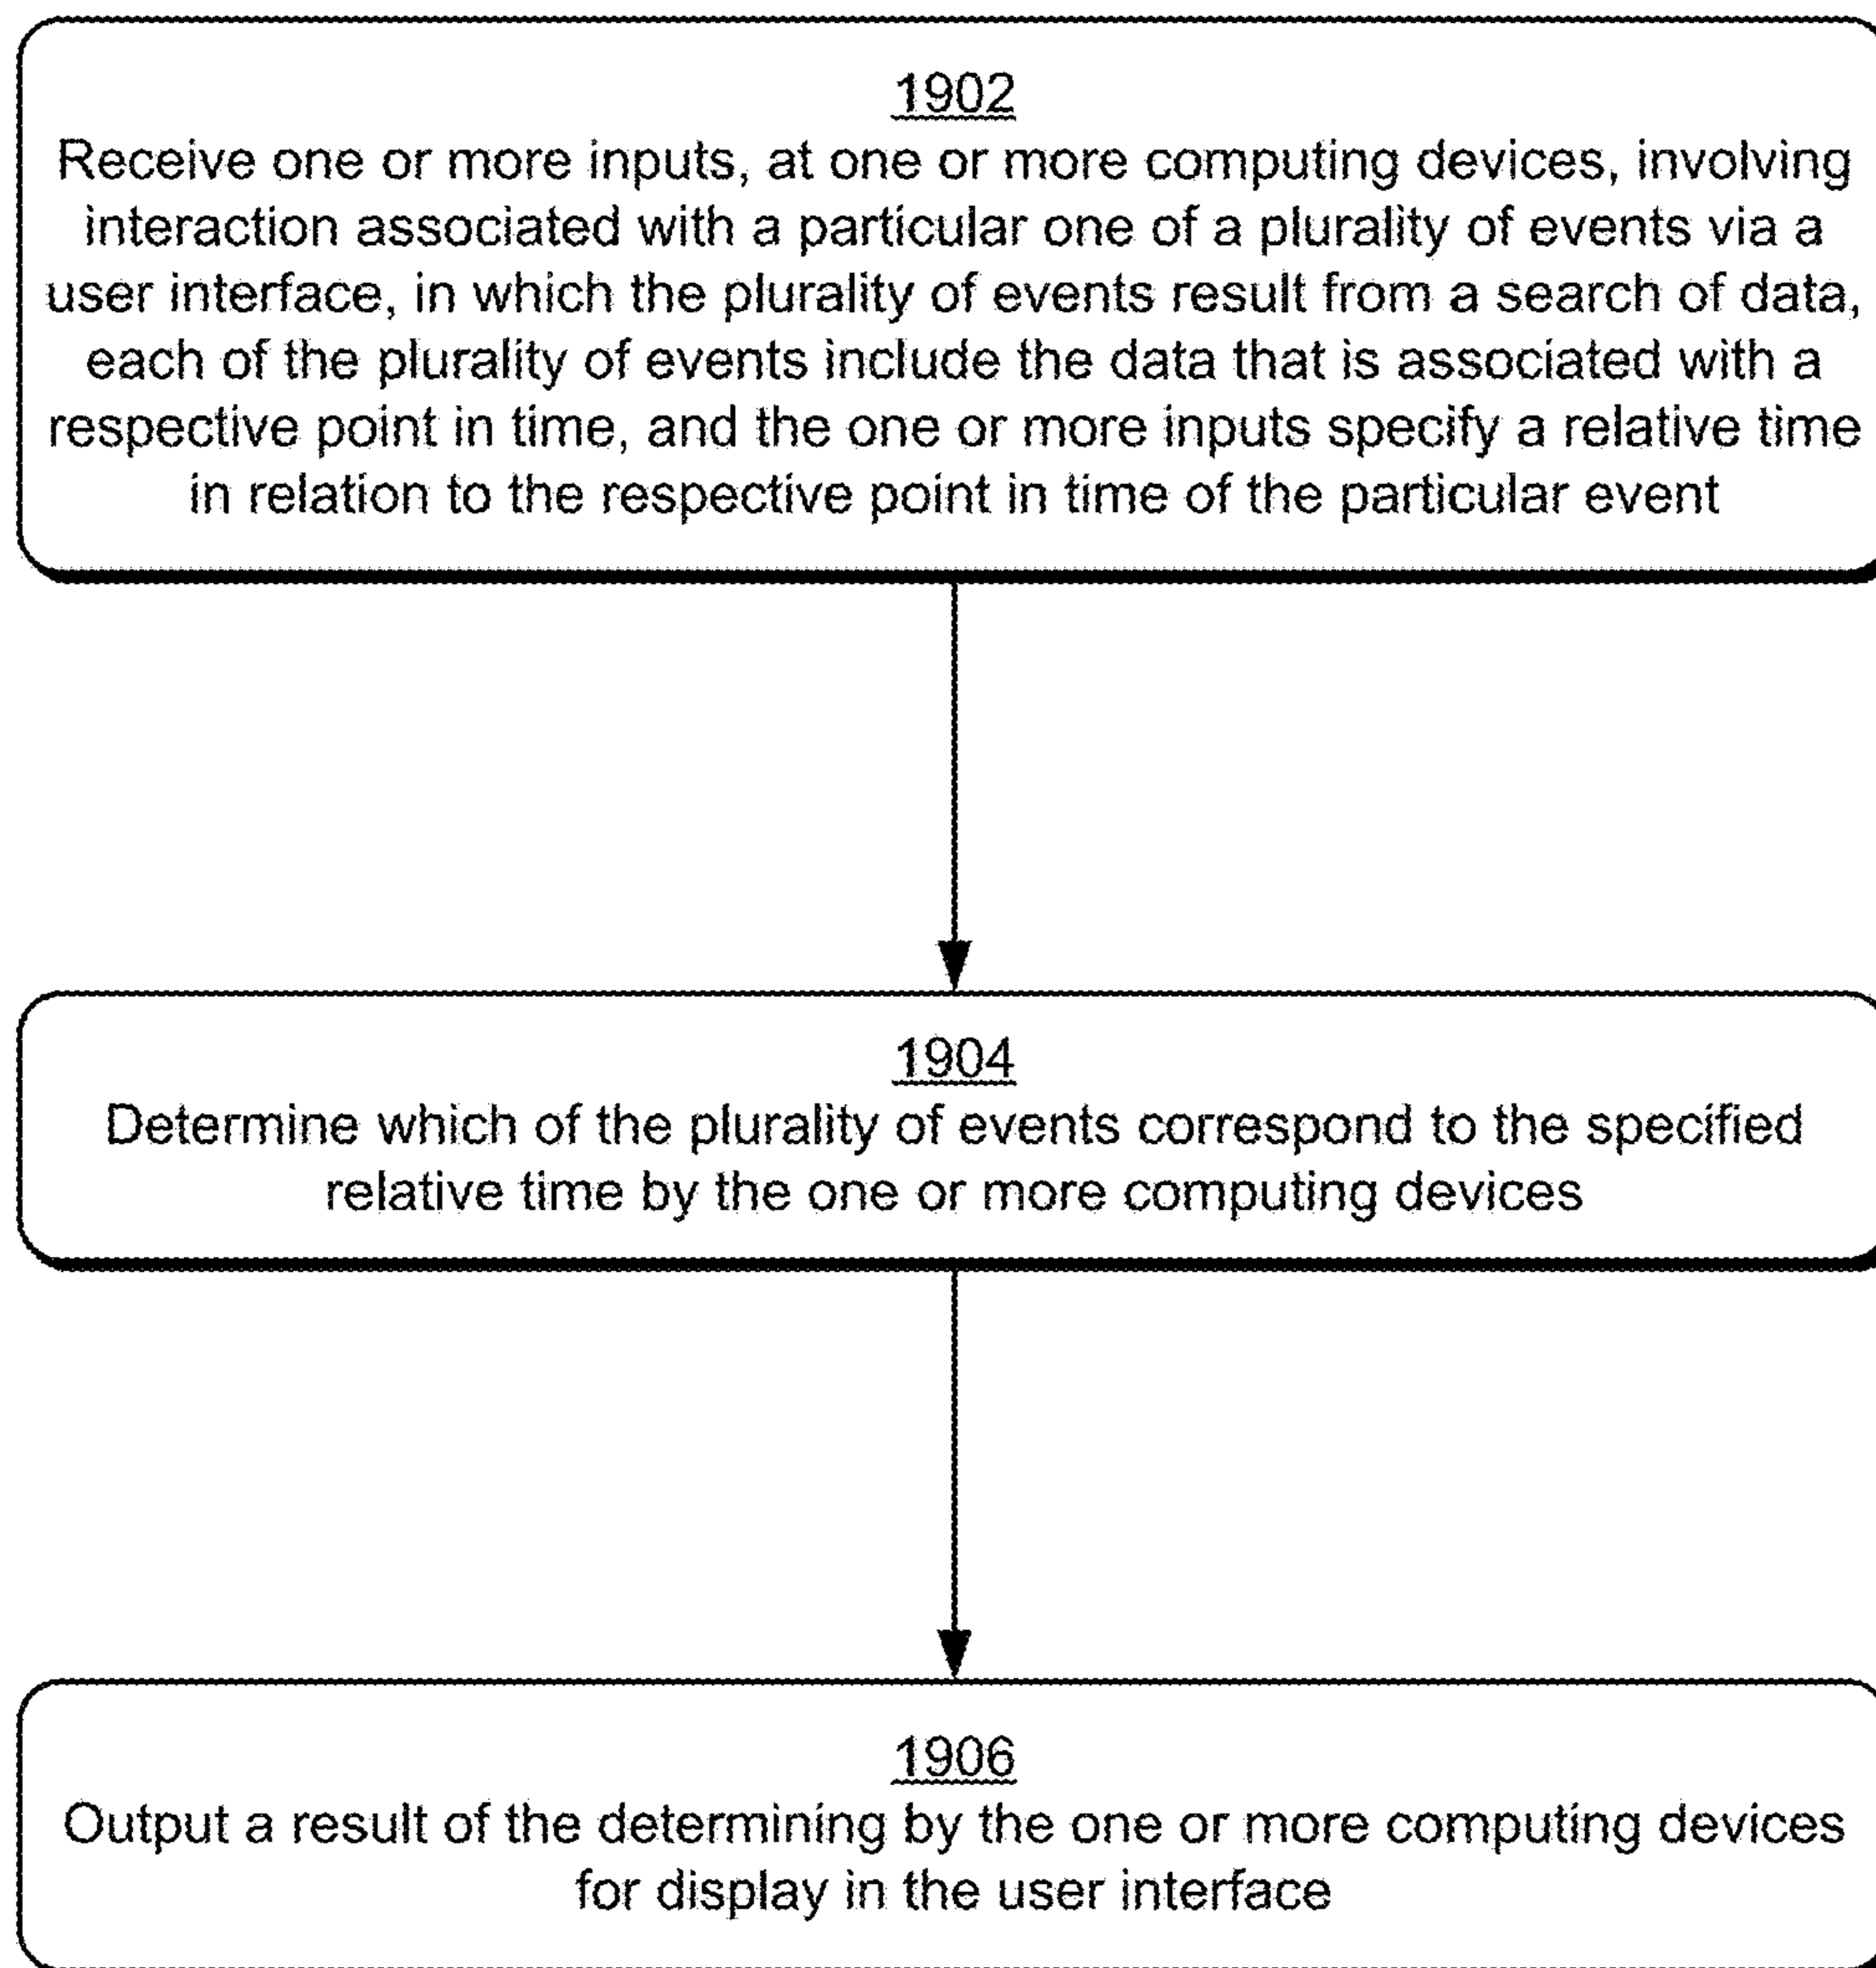 1902
Receive one or more inputs, at one or more computing devices, involving
interaction associated with a particular one of a plurality of events via a
user interface, in which the plurality of events result from a search of data,
each of the plurality of events include the data that is associated with a
respective point in time, and the one or more inputs specify a relative time
in relation to the respective point in time of the particular event
1904
Determine which of the plurality of events correspond to the specified
relative time by the one or more computing devices
1906
Output a result of the determining by the one or more computing devices
for display in the user interface